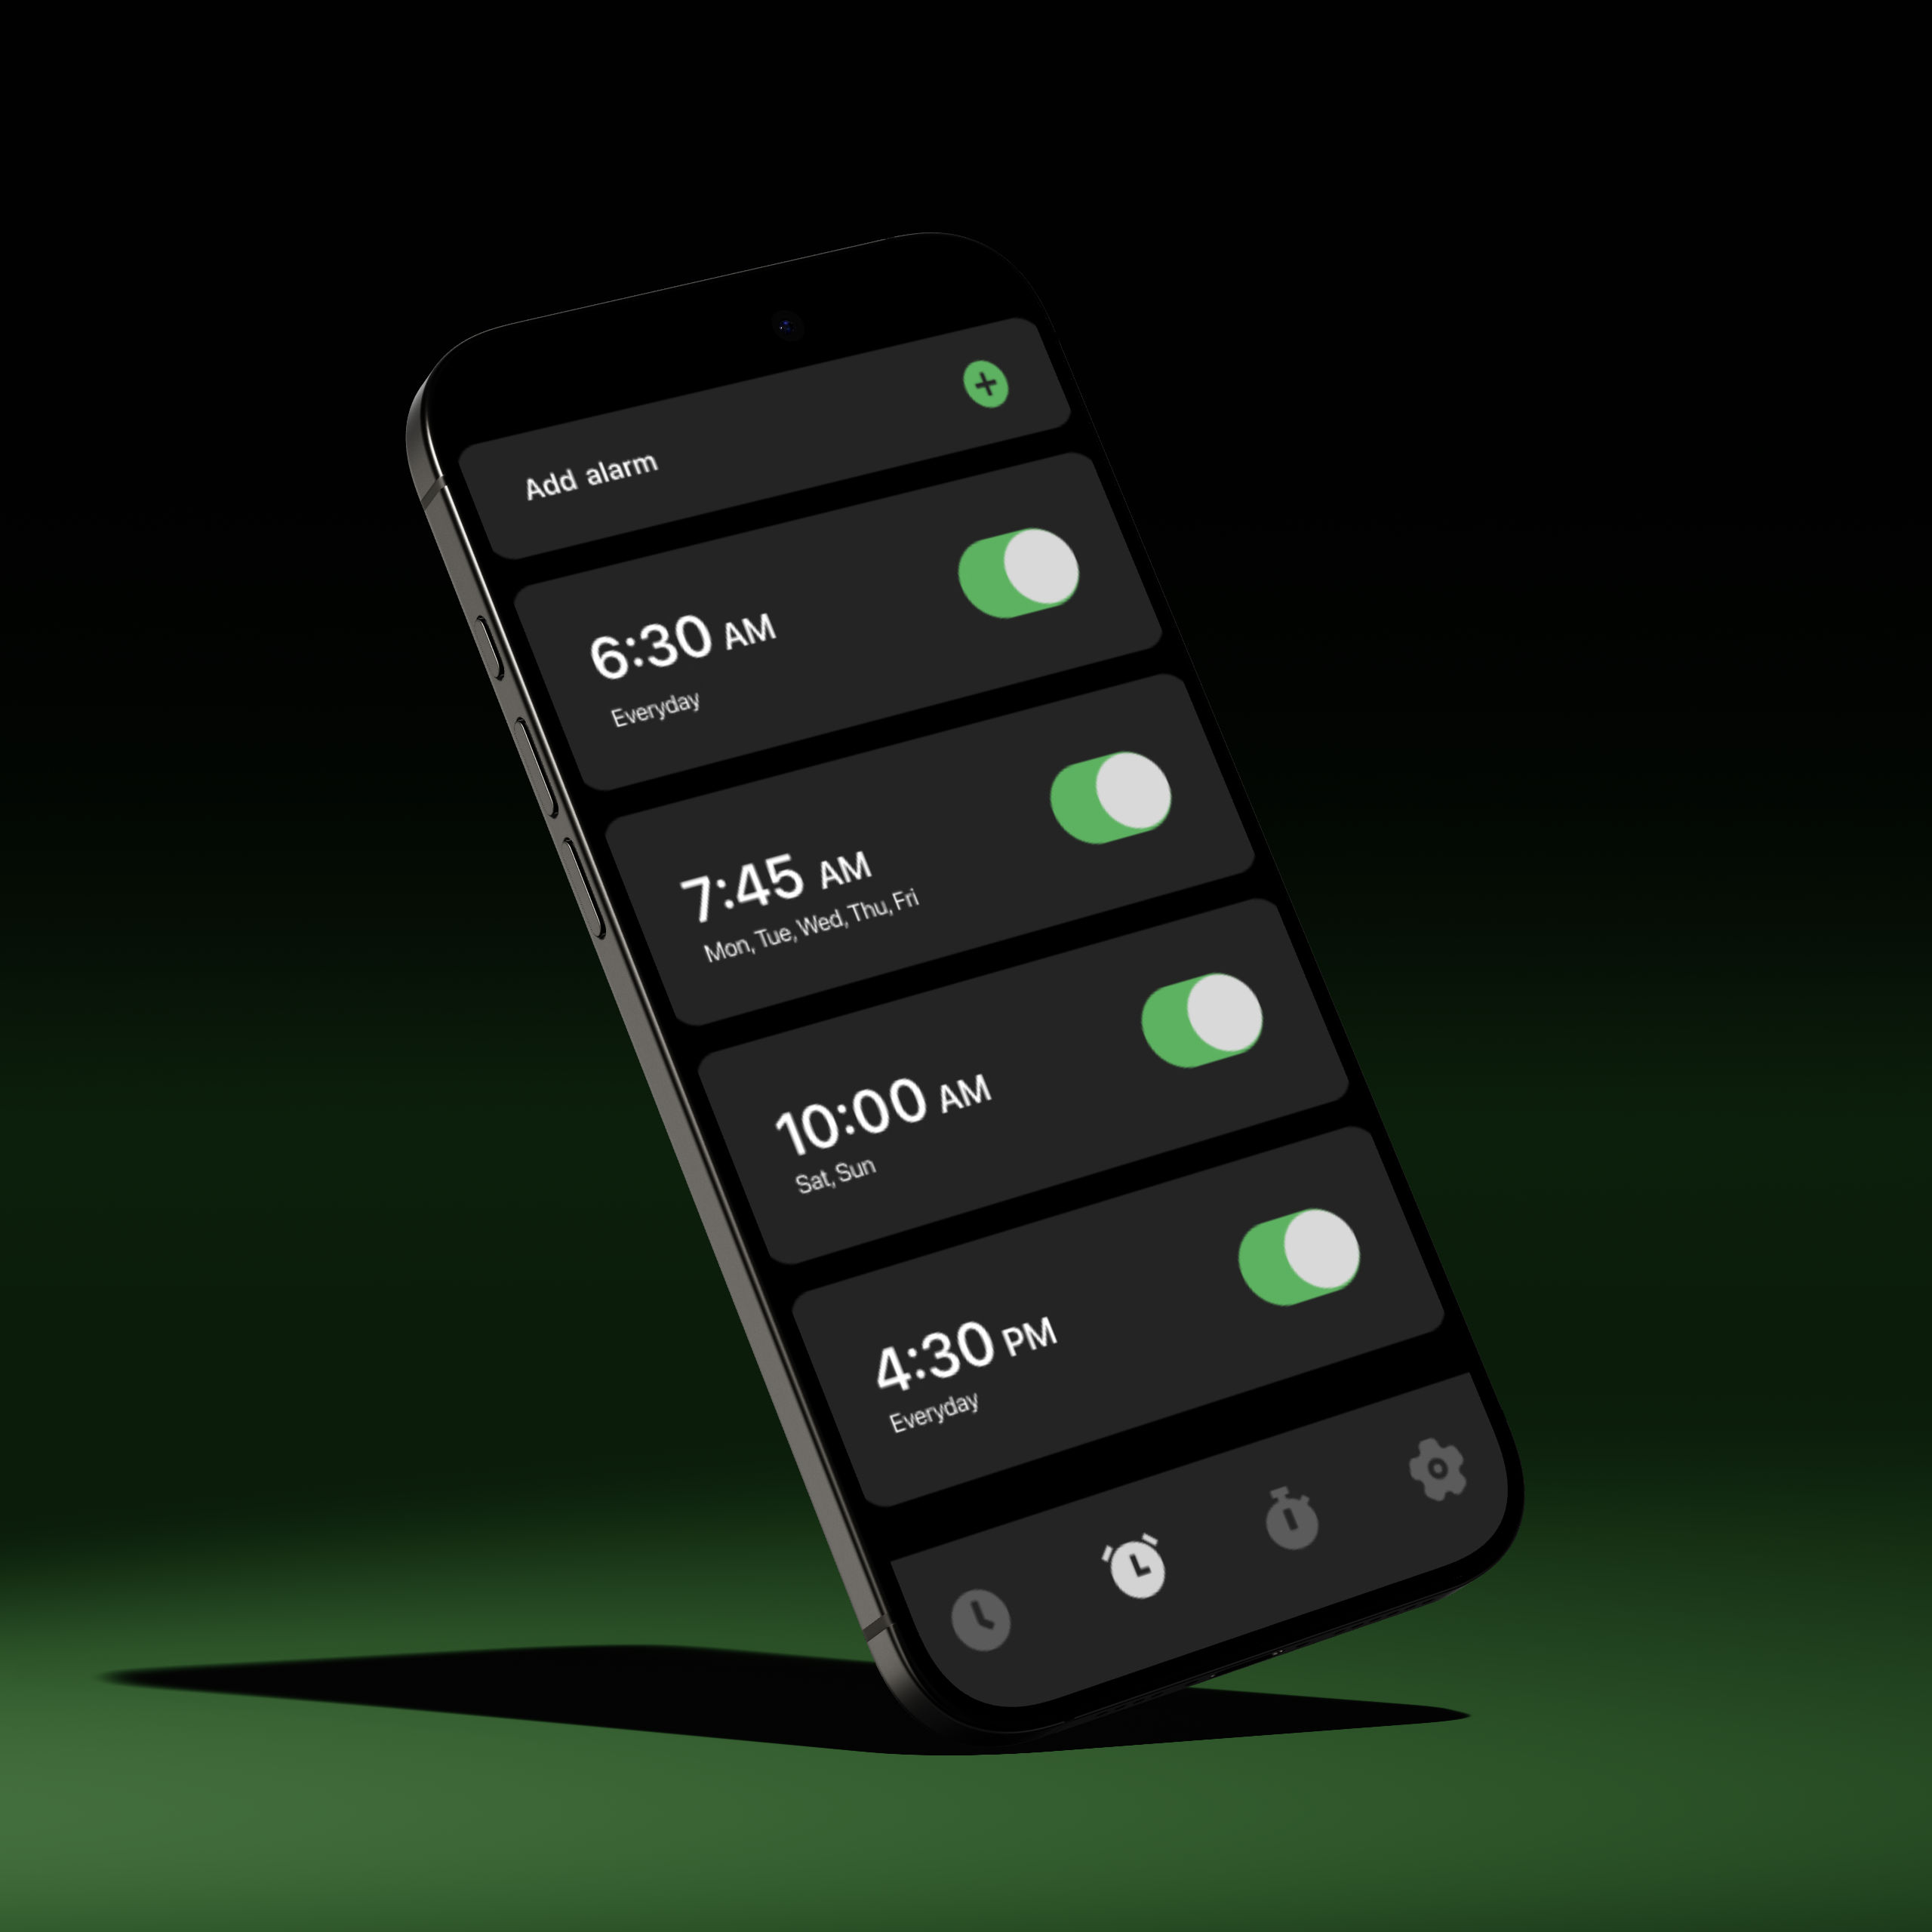 Add alarm
6:30 AM
Everyday
7:45 AM
Mon, Tue, Wed, Thu, Fri
10:00 AM
Sat, Sun
4:30 PM
Everyday